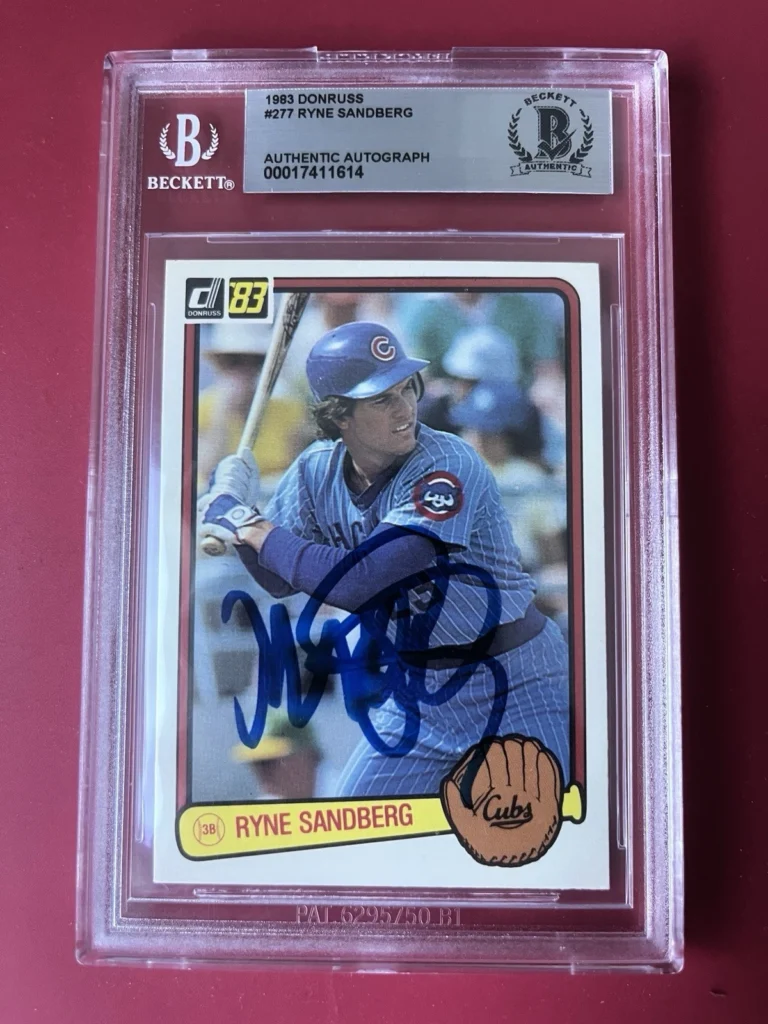 1983 DONRUSS
#277 RYNE SANDBERG
AUTHENTIC AUTOGRAPH
00017411614
B
BECKETT®
BECKETT
B
AUTHENTIC
d '83
DONRUSS
C
Cubs
3B RYNE SANDBERG
PAT 6295750 B1